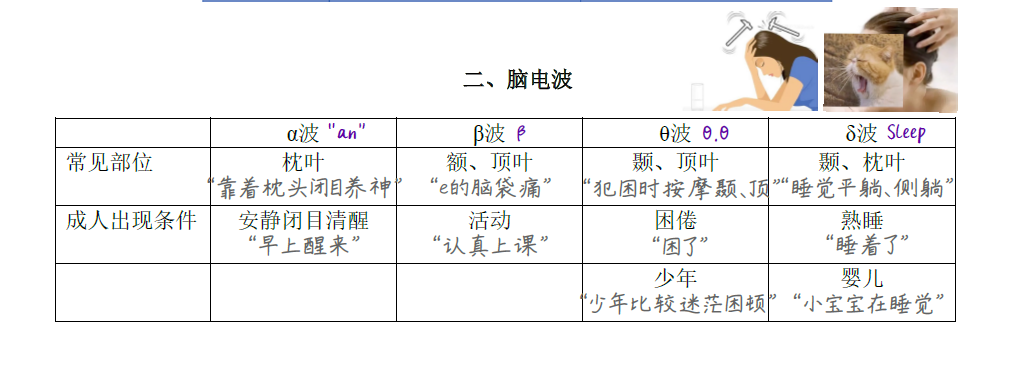 二、脑电波
α波 "an" β波 β θ波 θ.θ δ波 Sleep
常见部位 枕叶 额、顶叶 颞、顶叶 颞、枕叶
“靠着枕头闭目养神” “e的脑袋痛” “犯困时按摩颞、顶” “睡觉平躺、侧躺”
成人出现条件 安静闭目清醒 活动 困倦 熟睡
“早上醒来” “认真上课” “困了” “睡着了”
少年 婴儿
“少年比较迷茫困顿” “小宝宝在睡觉”